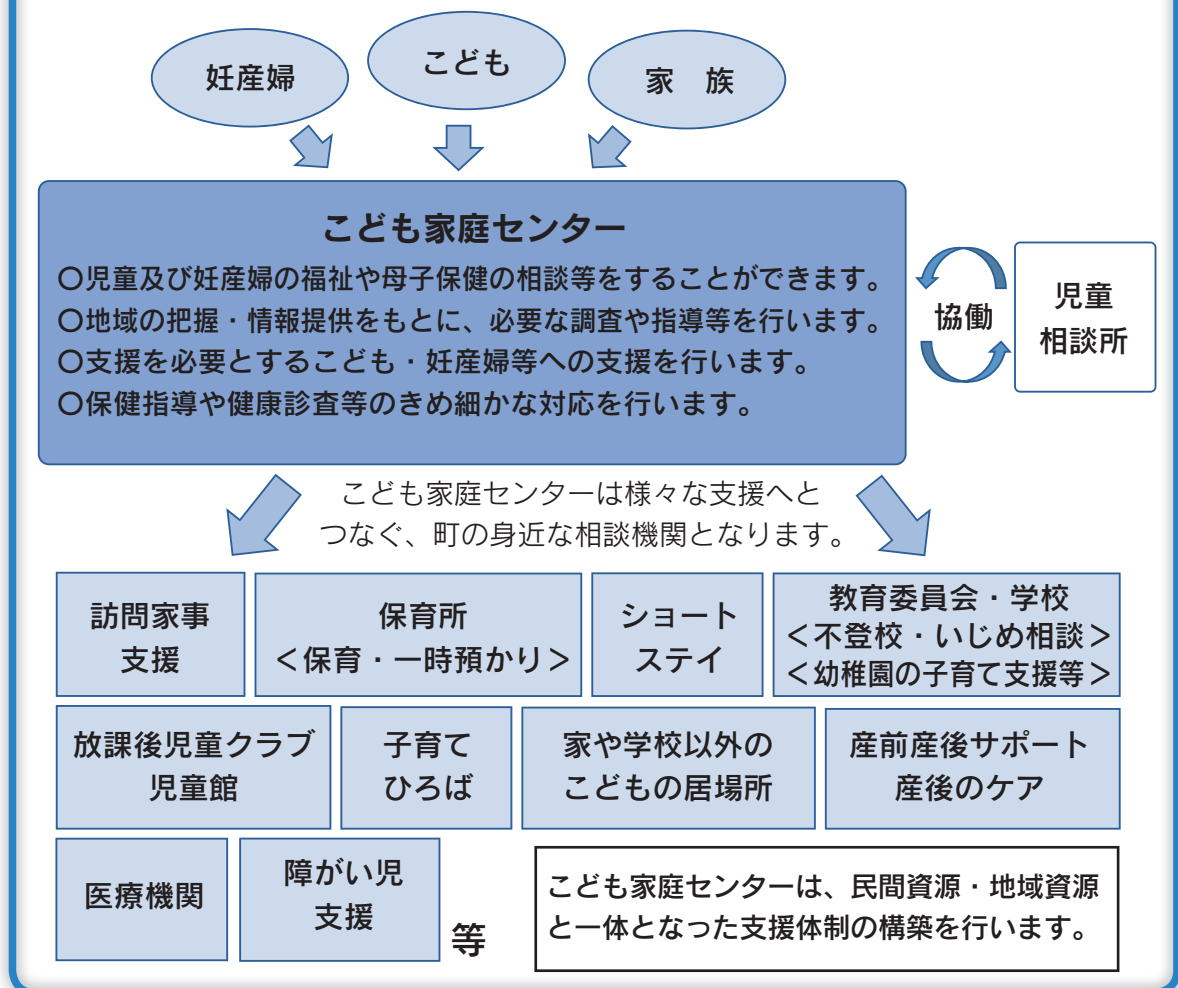 妊産婦
こども
家　族
こども家庭センター
〇児童及び妊産婦の福祉や母子保健の相談等をすることができます。
〇地域の把握・情報提供をもとに、必要な調査や指導等を行います。
〇支援を必要とするこども・妊産婦等への支援を行います。
〇保健指導や健康診査等のきめ細かな対応を行います。
協働
児童
相談所
こども家庭センターは様々な支援へと
つなぐ、町の身近な相談機関となります。
訪問家事
支援
保育所
＜保育・一時預かり＞
ショート
ステイ
教育委員会・学校
＜不登校・いじめ相談＞
＜幼稚園の子育て支援等＞
放課後児童クラブ
児童館
子育て
ひろば
家や学校以外の
こどもの居場所
産前産後サポート
産後のケア
医療機関
障がい児
支援
等
こども家庭センターは、民間資源・地域資源
と一体となった支援体制の構築を行います。